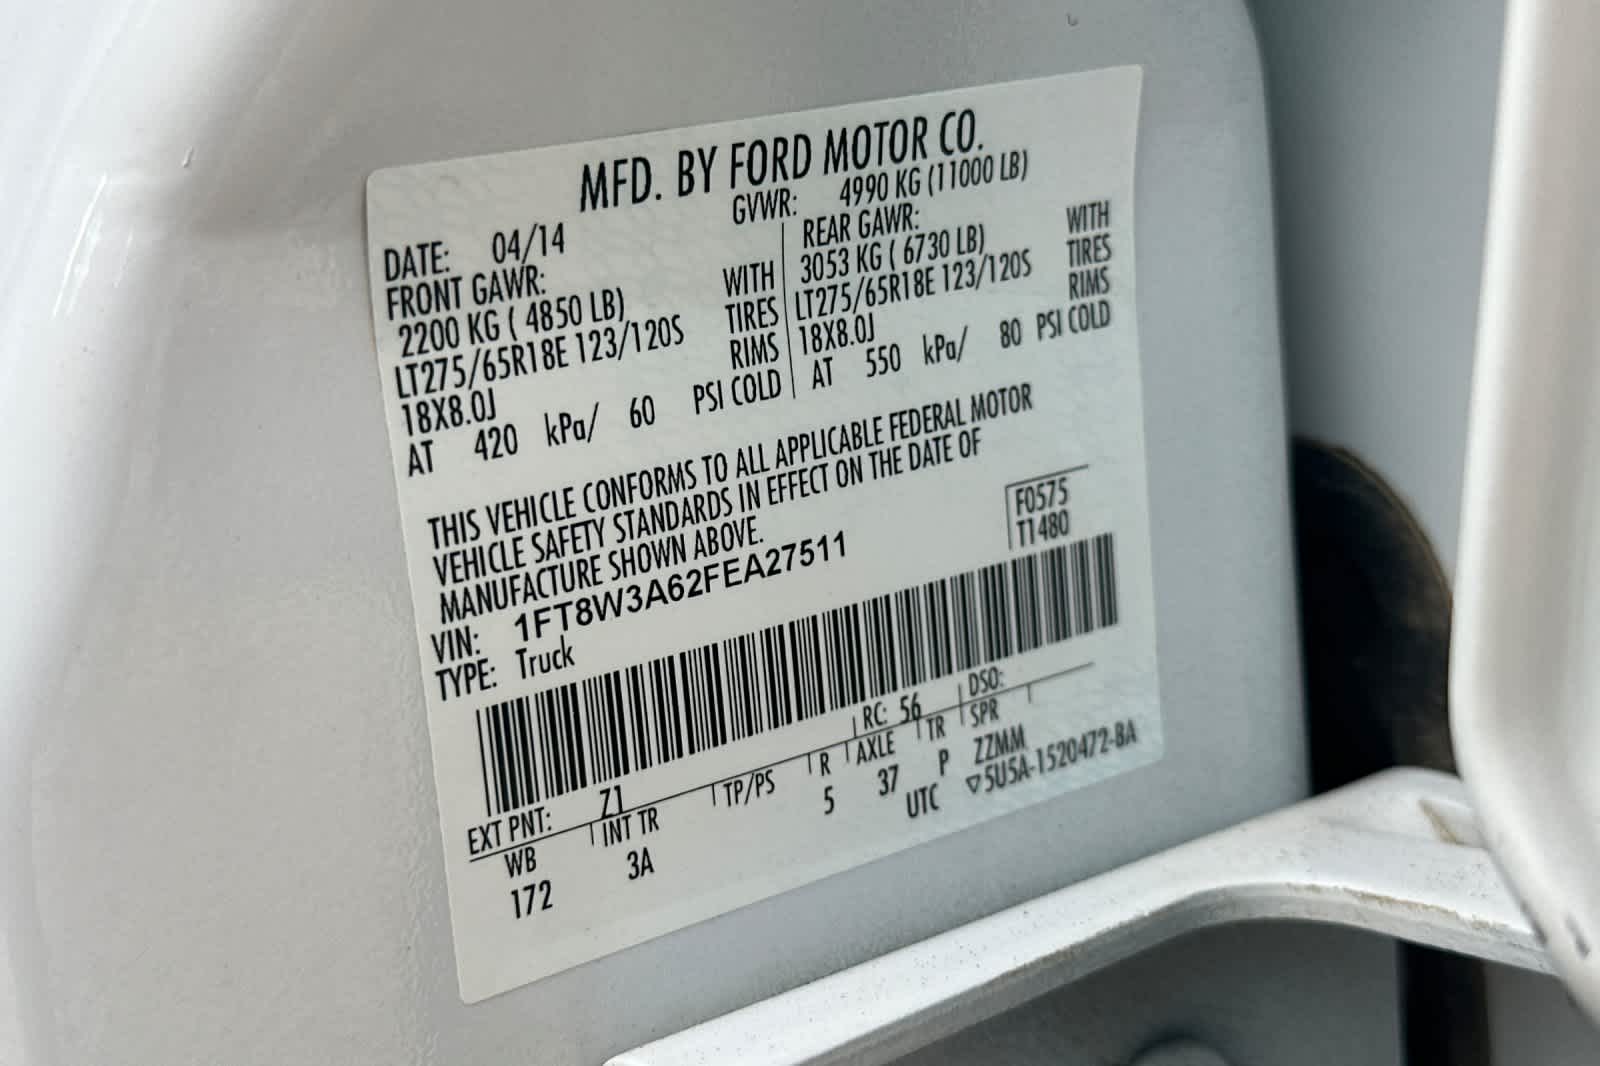 MFD. BY FORD MOTOR CO.
DATE: 04/14
GVWR: 4990 KG (11000 LB)
FRONT GAWR:
2200 KG ( 4850 LB) WITH
LT275/65R18E 123/120S TIRES
18X8.0J RIMS
AT 420 kPa/ 60 PSI COLD
REAR GAWR: WITH
3053 KG ( 6730 LB) TIRES
LT275/65R18E 123/120S RIMS
18X8.0J
AT 550 kPa/ 80 PSI COLD
THIS VEHICLE CONFORMS TO ALL APPLICABLE FEDERAL MOTOR
VEHICLE SAFETY STANDARDS IN EFFECT ON THE DATE OF
MANUFACTURE SHOWN ABOVE.
VIN: 1FT8W3A62FEA27511
TYPE: Truck
F0575
T1480
EXT PNT: Z1 RC: 56 DSO:
WB INT TR TP/PS R AXLE TR SPR
172 3A 5 37 P ZZMM
UTC ▽5U5A-1520472-BA